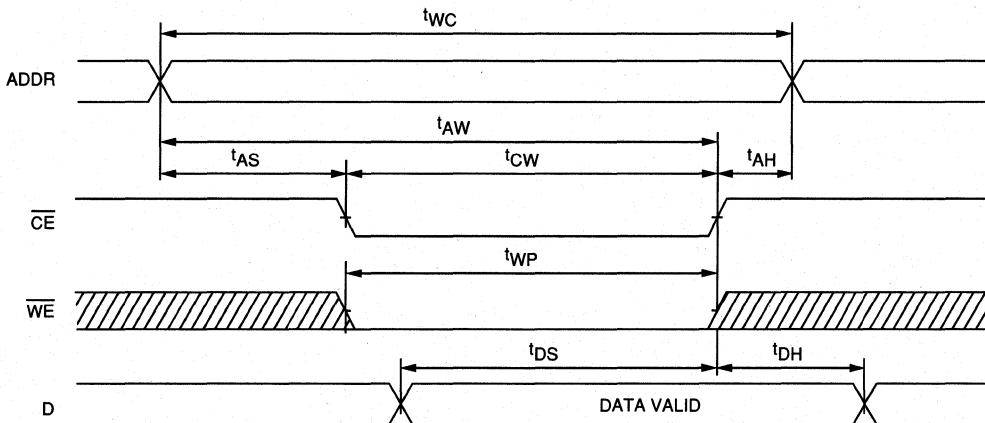 tWC
ADDR
tAW
tAS
tCW
tAH
CE
tWP
WE
tDS
tDH
D
DATA VALID